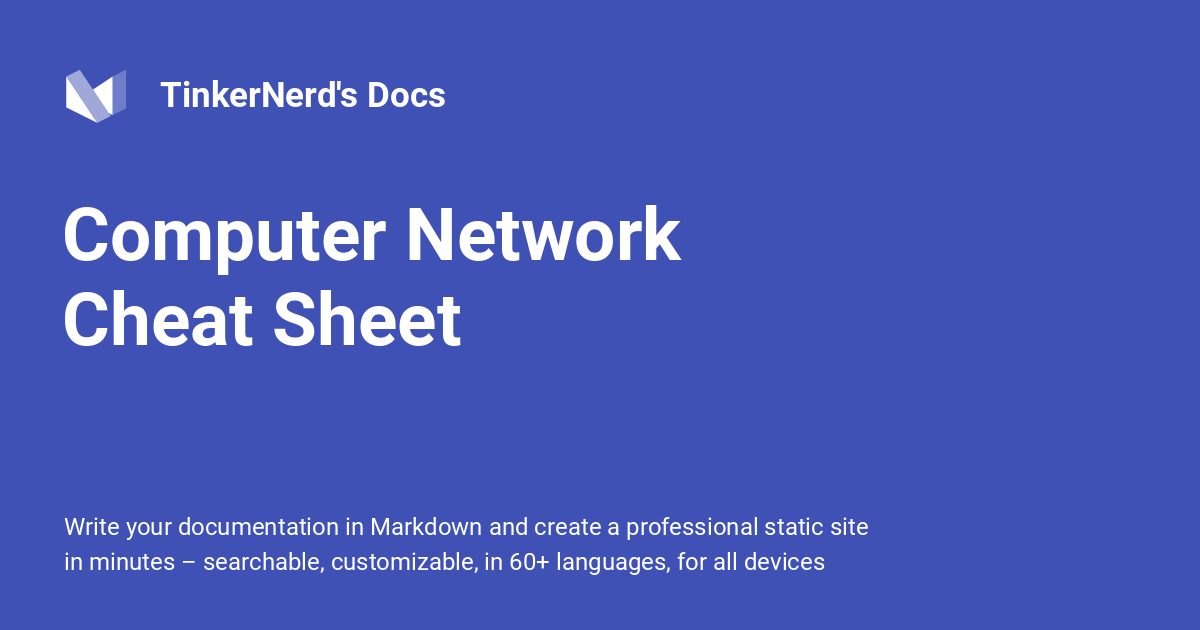 TinkerNerd's Docs
Computer Network
Cheat Sheet
Write your documentation in Markdown and create a professional static site
in minutes – searchable, customizable, in 60+ languages, for all devices